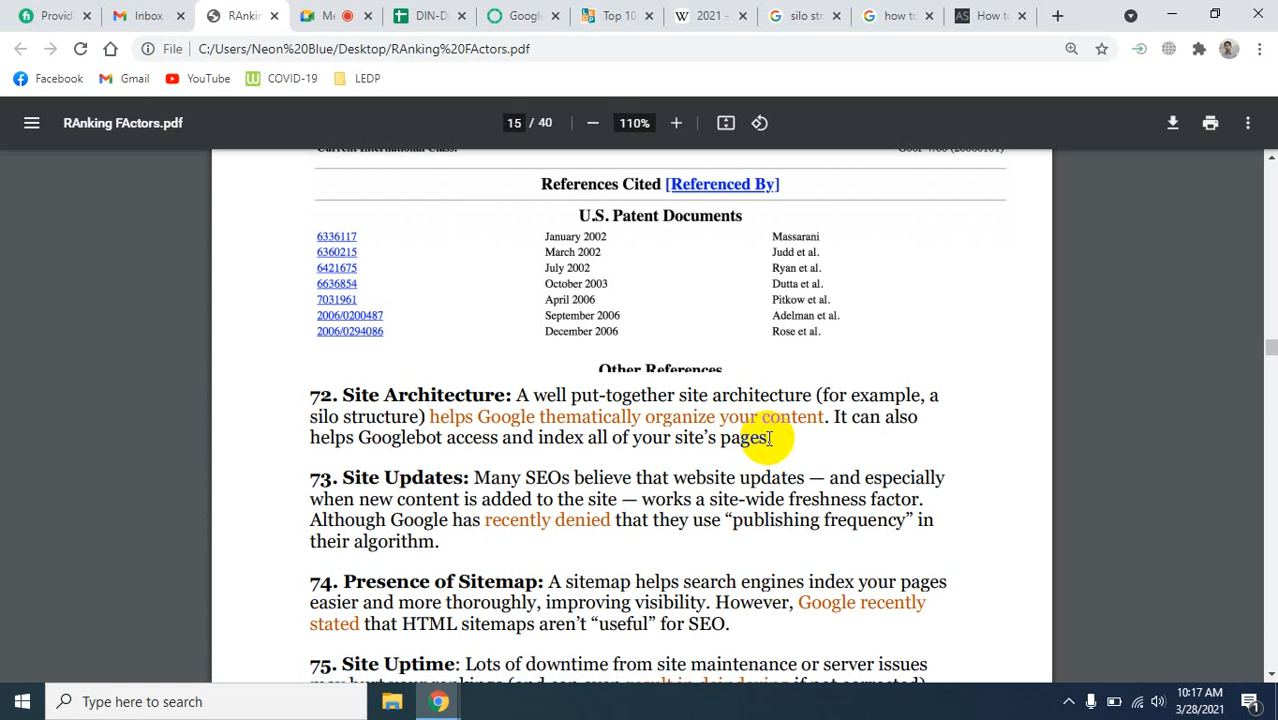 Provid
Inbox
RAnkin
Me
DIN-D
Google
Top 10
2021 -
silo str
how to
How t
File
C:/Users/Neon%20Blue/Desktop/RAnking%20FActors.pdf
Facebook
Gmail
YouTube
COVID-19
LEDP
RAnking FActors.pdf
15 / 40
110%
References Cited [Referenced By]
U.S. Patent Documents
6336117 January 2002 Massarani
6360215 March 2002 Judd et al.
6421675 July 2002 Ryan et al.
6636854 October 2003 Dutta et al.
7031961 April 2006 Pitkow et al.
2006/0200487 September 2006 Adelman et al.
2006/0294086 December 2006 Rose et al.
Other References
72. Site Architecture: A well put-together site architecture (for example, a
silo structure) helps Google thematically organize your content. It can also
helps Googlebot access and index all of your site’s pages
73. Site Updates: Many SEOs believe that website updates — and especially
when new content is added to the site — works a site-wide freshness factor.
Although Google has recently denied that they use “publishing frequency” in
their algorithm.
74. Presence of Sitemap: A sitemap helps search engines index your pages
easier and more thoroughly, improving visibility. However, Google recently
stated that HTML sitemaps aren’t “useful” for SEO.
75. Site Uptime: Lots of downtime from site maintenance or server issues
Type here to search
10:17 AM
3/28/2021